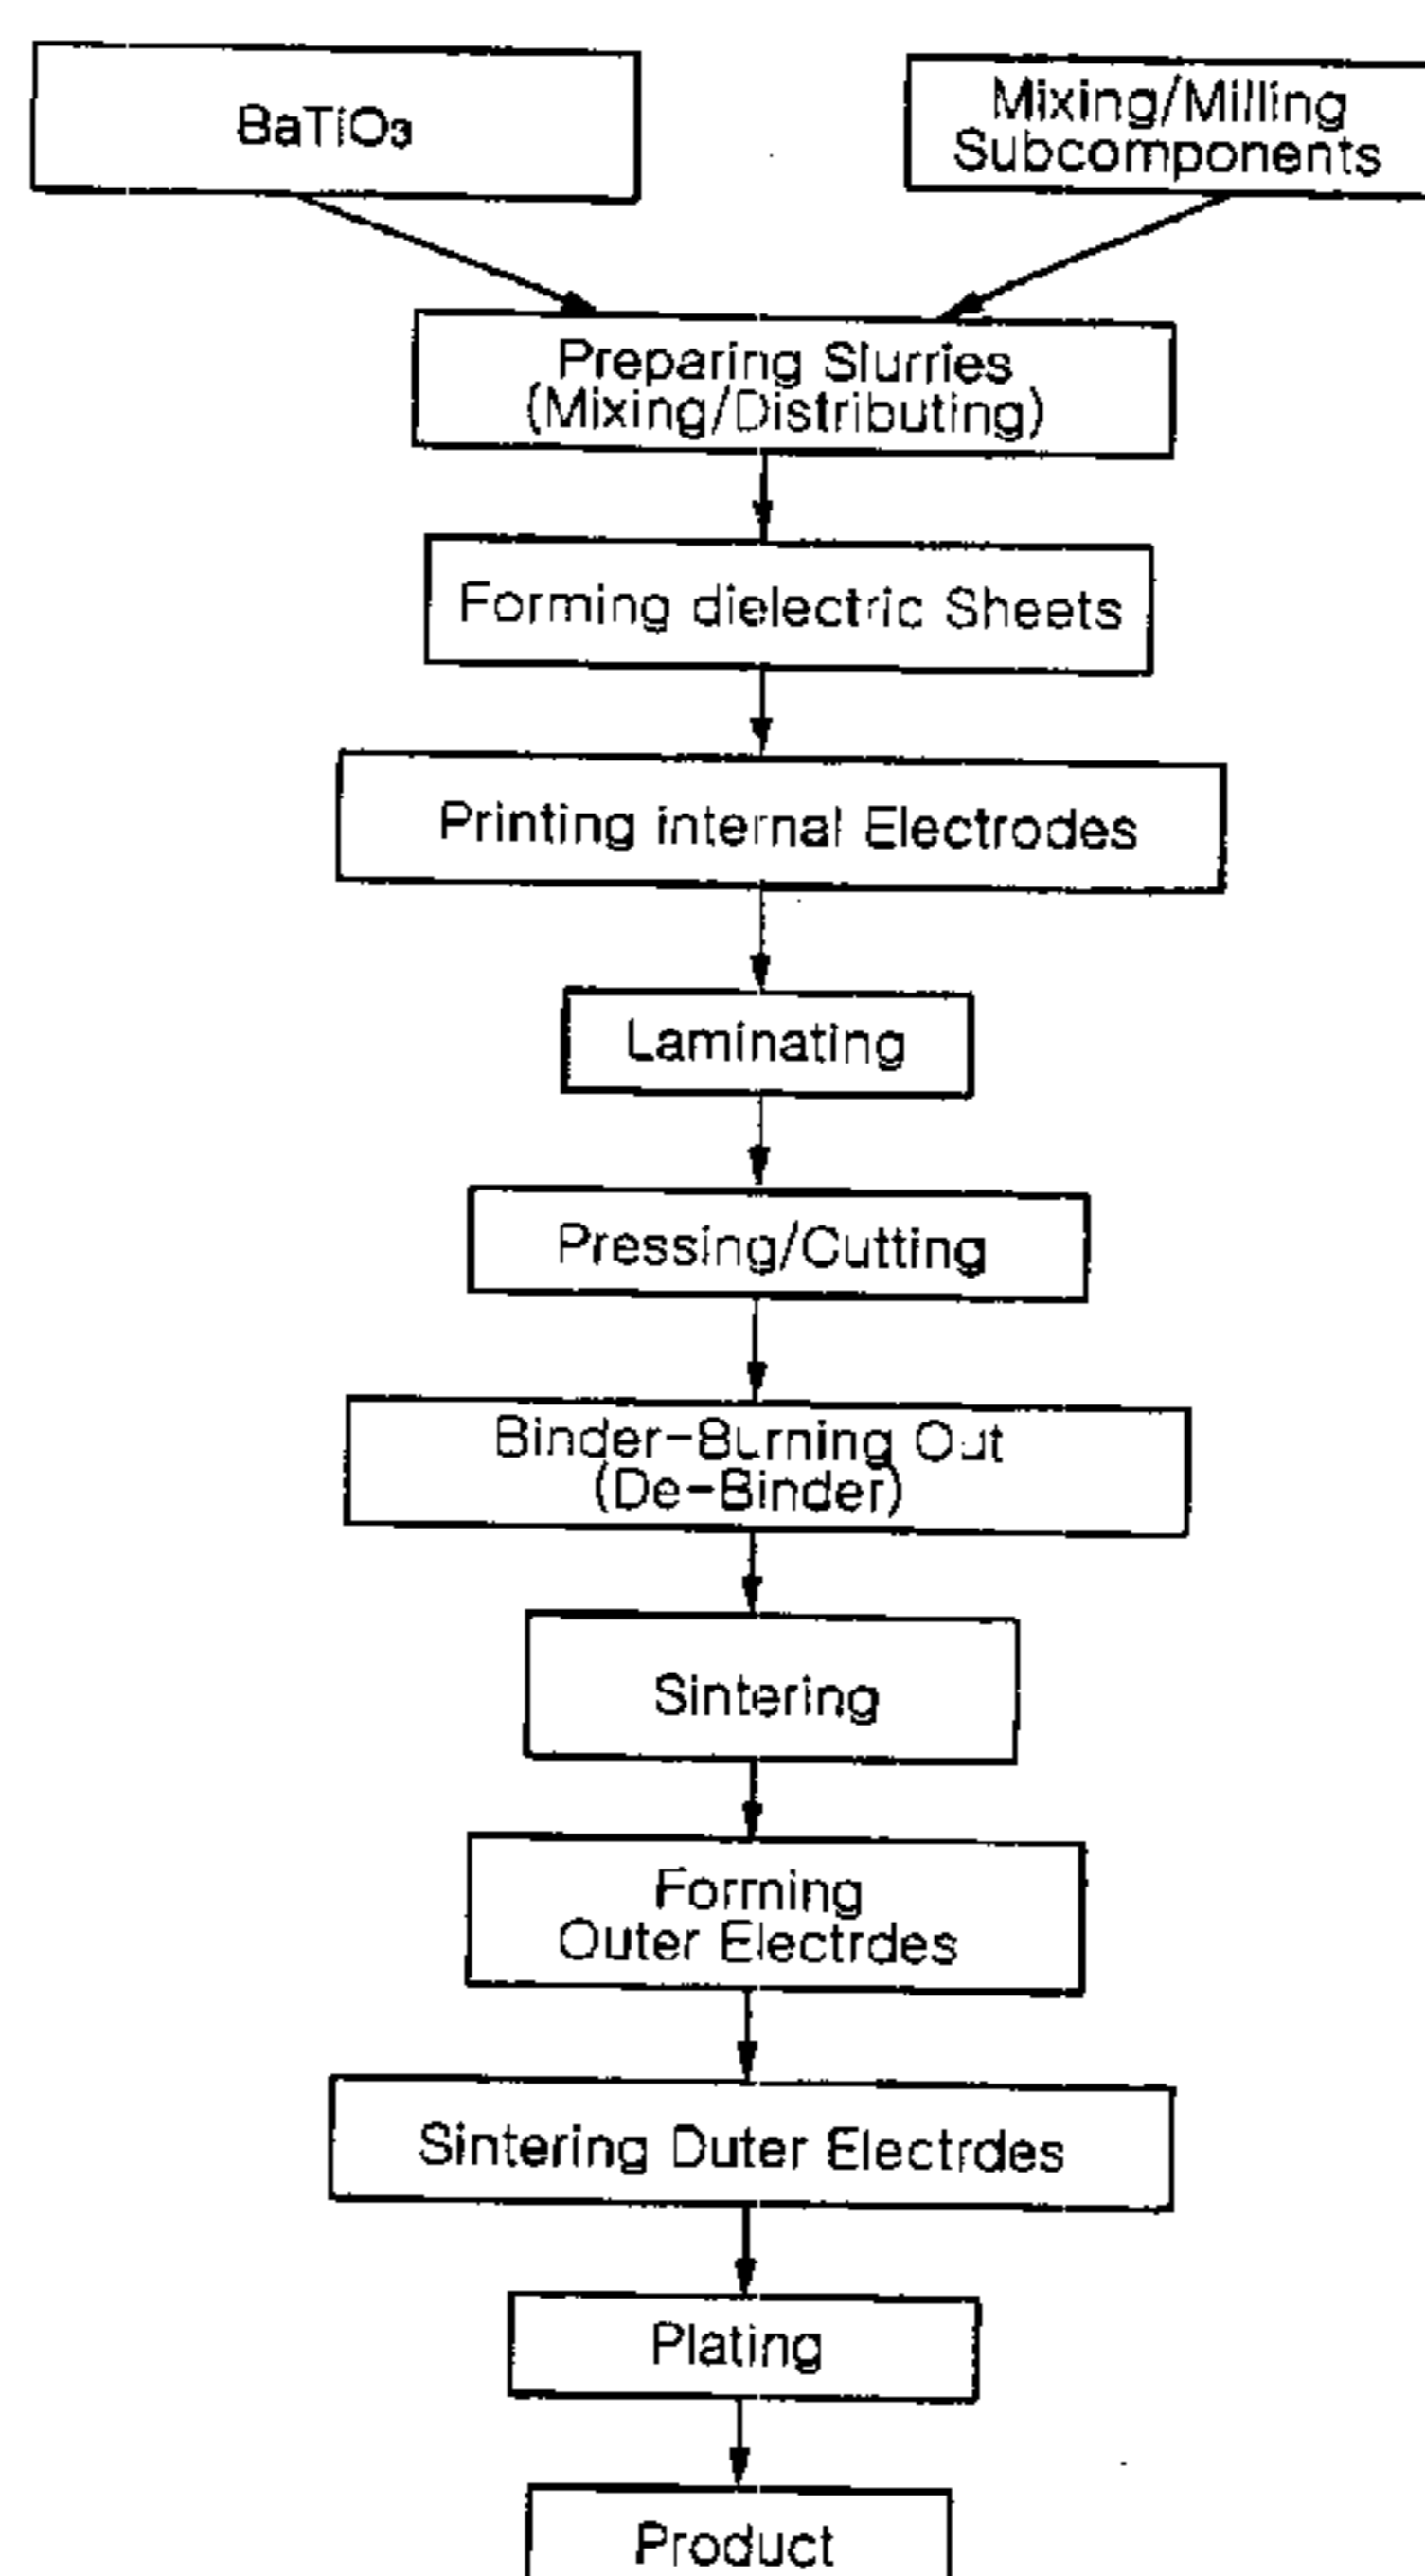 BaTiO₃
Mixing/Milling
Subcomponents
Preparing Slurries
(Mixing/Distributing)
Forming dielectric Sheets
Printing internal Electrodes
Laminating
Pressing/Cutting
Binder-Burning Out
(De-Binder)
Sintering
Forming
Outer Electrdes
Sintering Outer Electrdes
Plating
Product